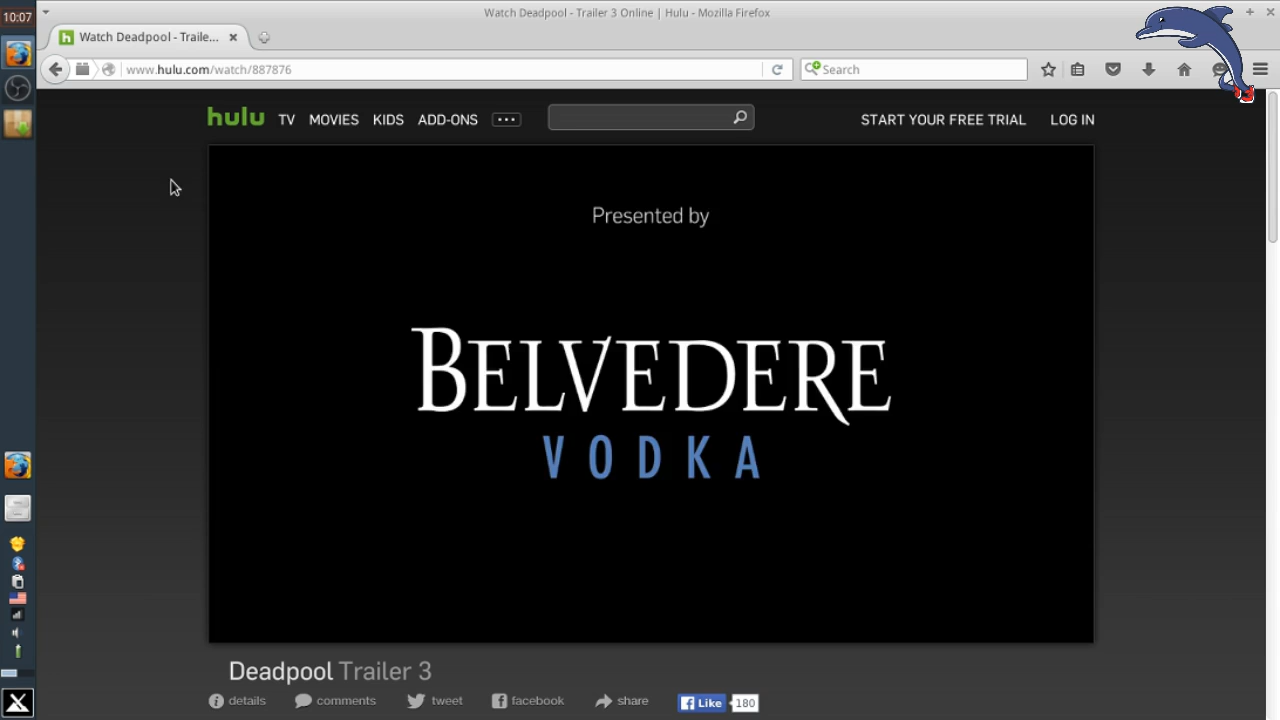 10:07
Watch Deadpool - Trailer 3 Online | Hulu - Mozilla Firefox
h Watch Deadpool - Traile...
www.hulu.com/watch/887876
Search
hulu TV MOVIES KIDS ADD-ONS START YOUR FREE TRIAL LOG IN
Presented by
BELVEDERE
VODKA
Deadpool Trailer 3
details comments tweet facebook share Like 180